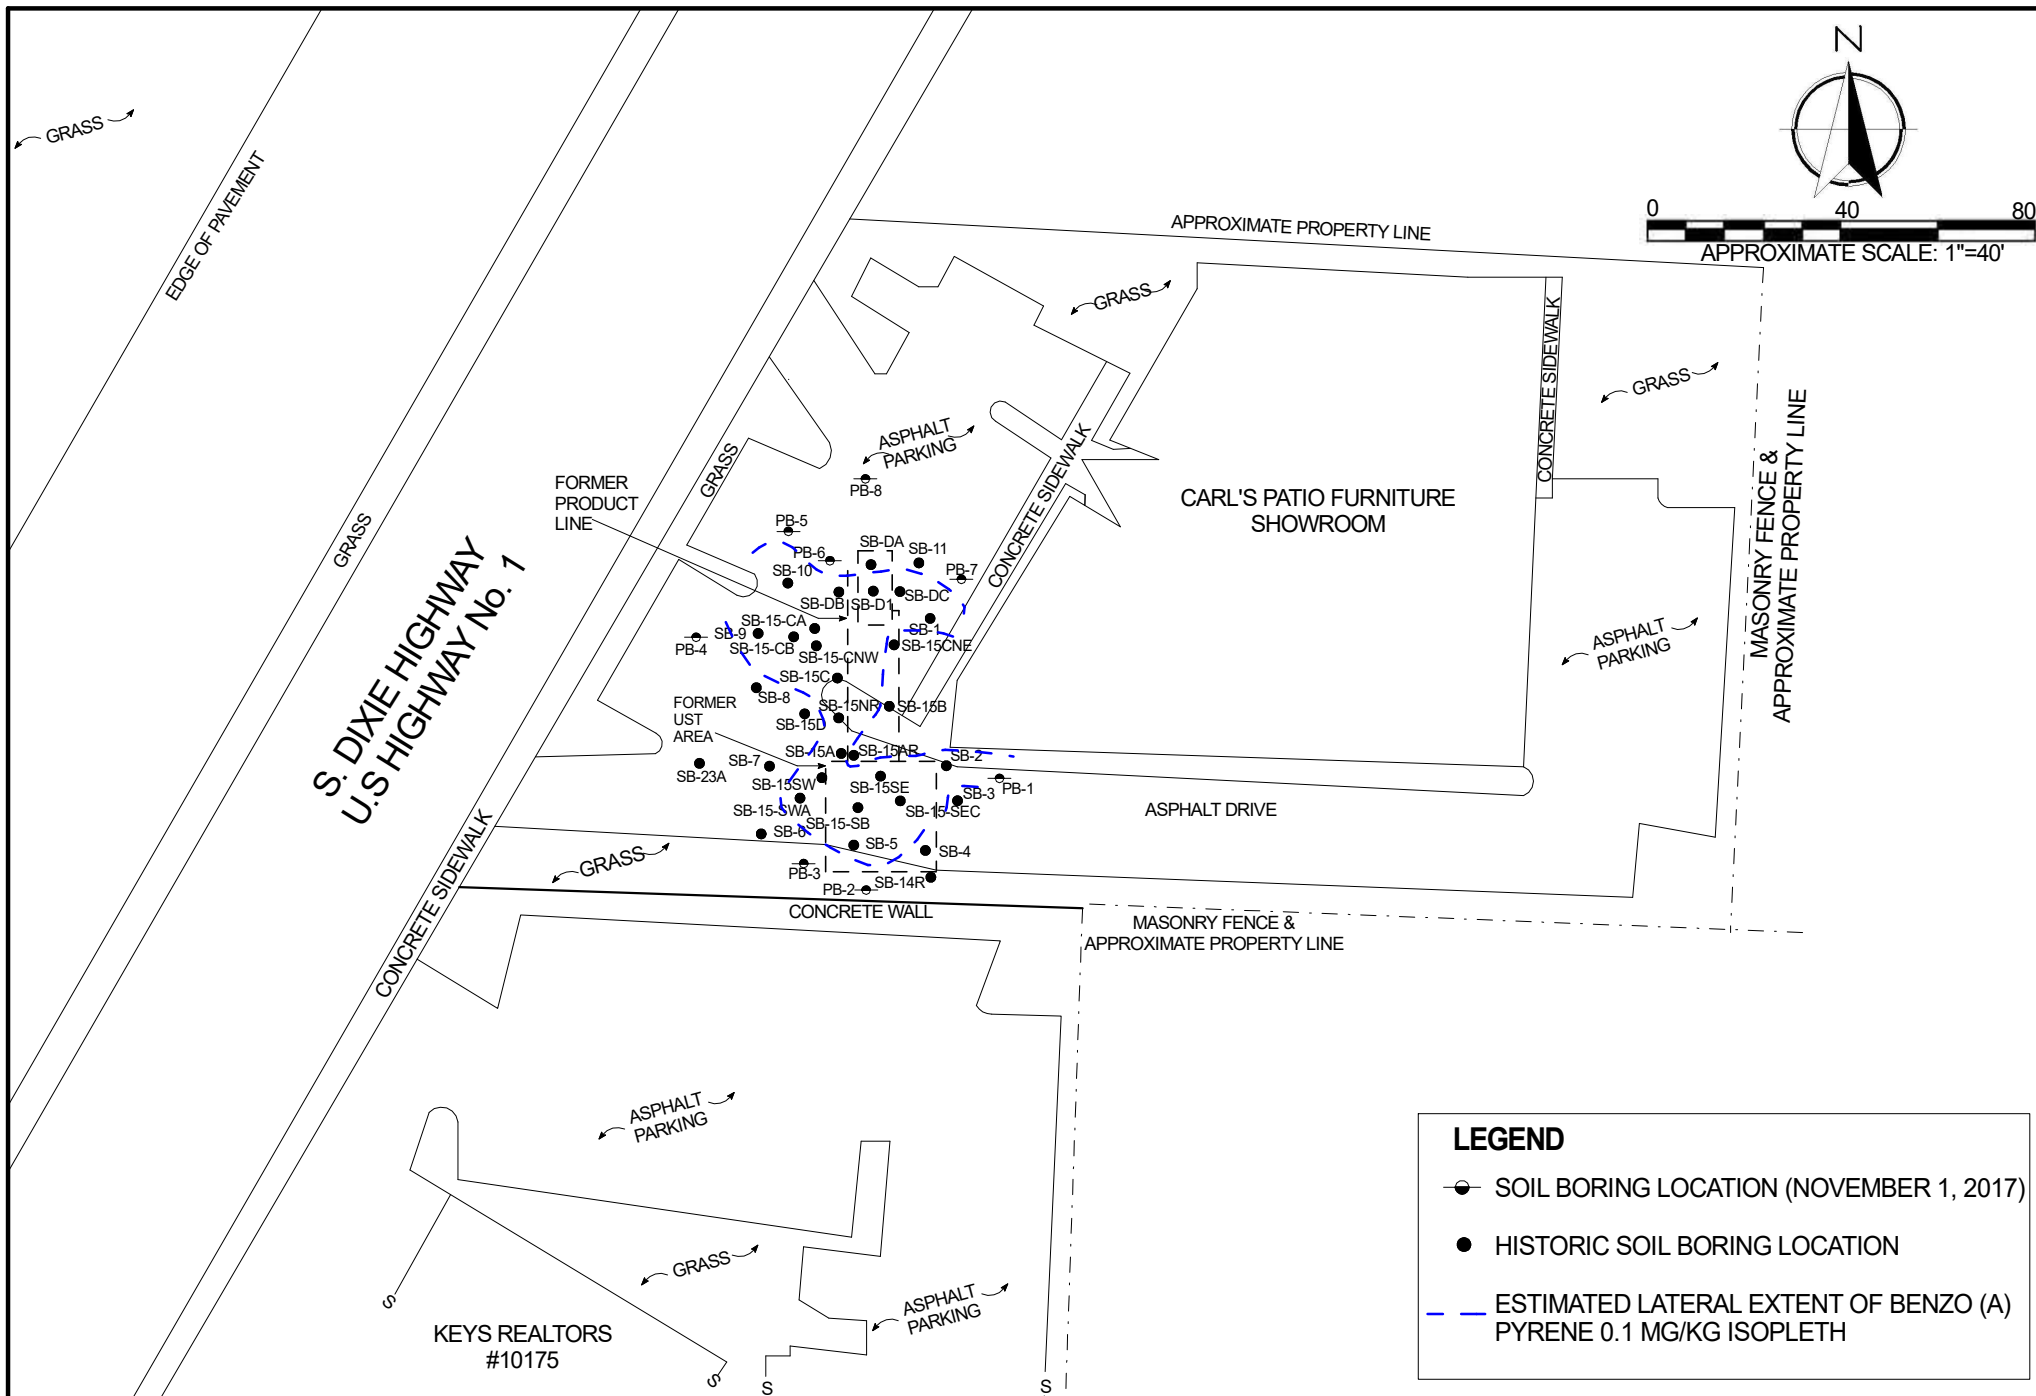 N
0 40 80
APPROXIMATE SCALE: 1"=40'
APPROXIMATE PROPERTY LINE
GRASS
EDGE OF PAVEMENT
GRASS
CONCRETE SIDEWALK
GRASS
MASONRY FENCE &
APPROXIMATE PROPERTY LINE
ASPHALT
PARKING
CONCRETE SIDEWALK
GRASS
GRASS
CARL'S PATIO FURNITURE
SHOWROOM
FORMER
PRODUCT
LINE
PB-8
PB-5
PB-6
SB-DA
SB-11
PB-7
SB-10
SB-DB
SB-D1
SB-DC
SB-15-CA
SB-1
SB-9
PB-4
SB-15-CB
SB-15-CNW
SB-15CNE
SB-15C
SB-8
SB-15NR
SB-15B
SB-15D
FORMER
UST
AREA
SB-15A
SB-15AR
SB-2
SB-7
SB-23A
SB-15SW
SB-15SE
SB-3
PB-1
SB-15-SWA
SB-15-SB
SB-15-SEC
SB-6
SB-5
SB-4
PB-3
PB-2
SB-14R
ASPHALT DRIVE
ASPHALT
PARKING
S. DIXIE HIGHWAY
U.S HIGHWAY No. 1
CONCRETE SIDEWALK
GRASS
CONCRETE WALL
MASONRY FENCE &
APPROXIMATE PROPERTY LINE
ASPHALT
PARKING
GRASS
ASPHALT
PARKING
KEYS REALTORS
#10175
S
S
S
S
LEGEND
SOIL BORING LOCATION (NOVEMBER 1, 2017)
HISTORIC SOIL BORING LOCATION
ESTIMATED LATERAL EXTENT OF BENZO (A)
PYRENE 0.1 MG/KG ISOPLETH